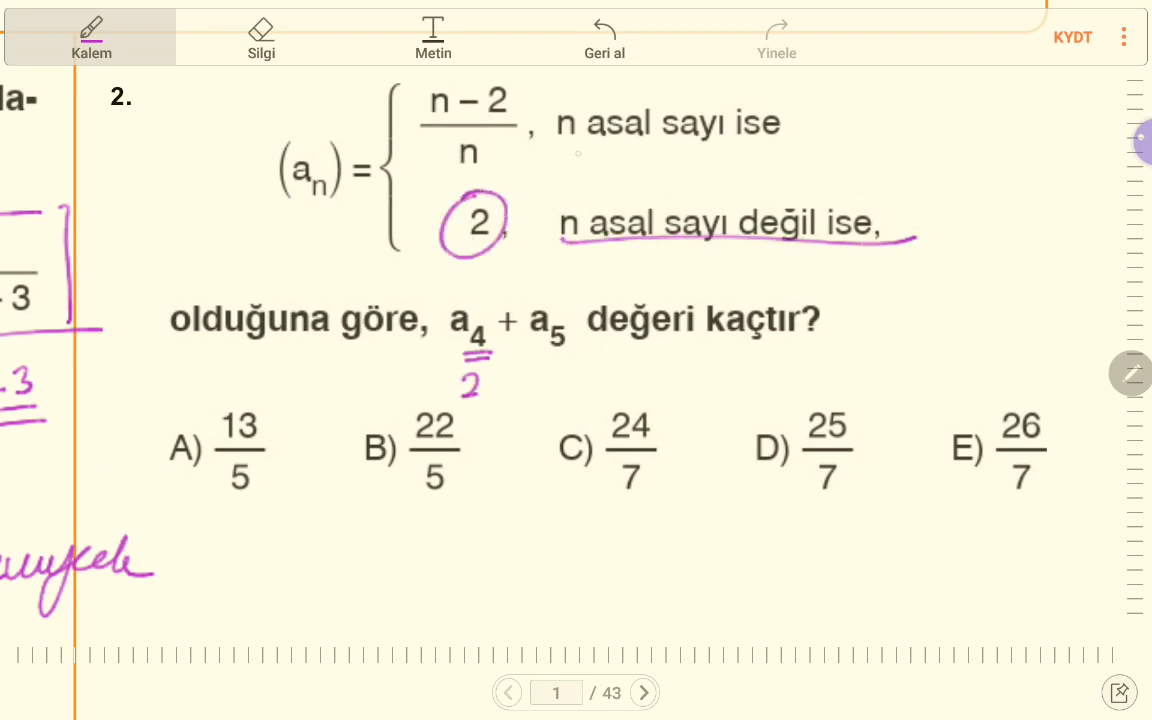 Kalem Silgi Metin Geri al Yinele KYDT
la-
2.
(aₙ) =
n – 2
n
, n asal sayı ise
2, n asal sayı değil ise,
- 3
olduğuna göre, a₄ + a₅ değeri kaçtır?
2
. 3
A) 13/5 B) 22/5 C) 24/7 D) 25/7 E) 26/7
1 / 43